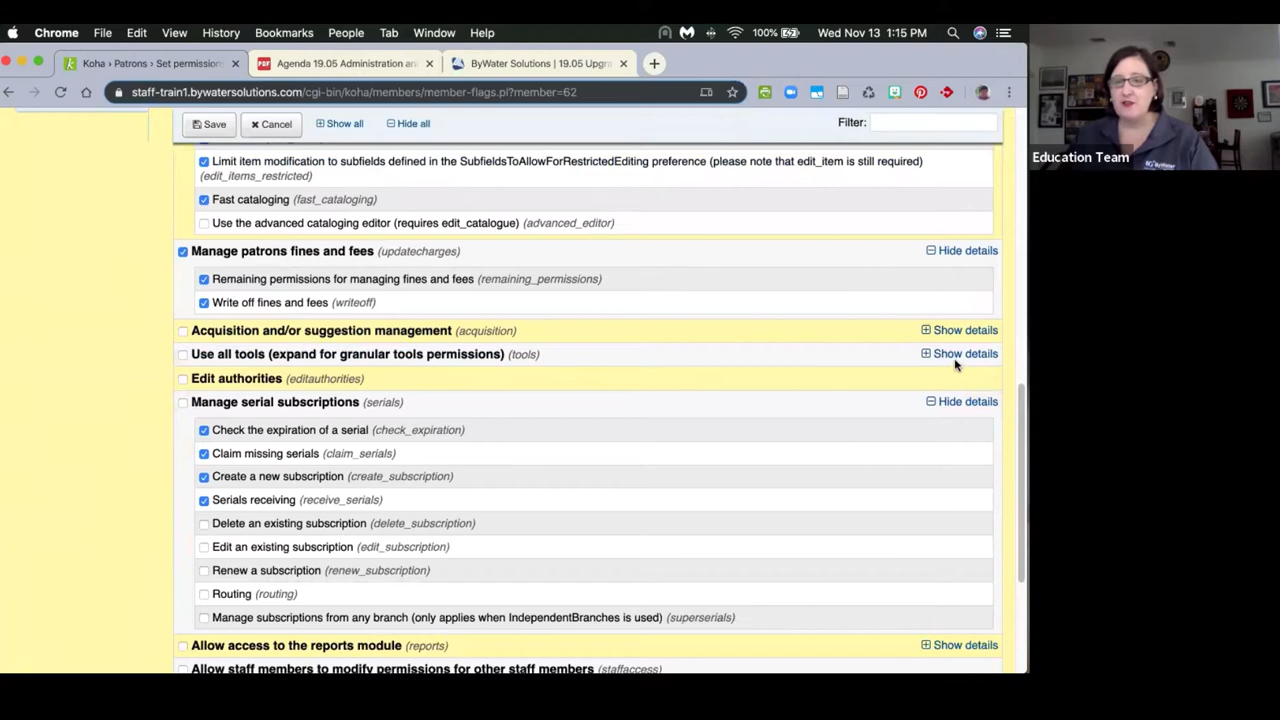 Chrome File Edit View History Bookmarks People Tab Window Help 100% Wed Nov 13 1:15 PM
Koha › Patrons › Set permission × Agenda 19.05 Administration an × ByWater Solutions | 19.05 Upgr ×
staff-train1.bywatersolutions.com/cgi-bin/koha/members/member-flags.pl?member=62
Save Cancel Show all Hide all Filter:
Limit item modification to subfields defined in the SubfieldsToAllowForRestrictedEditing preference (please note that edit_item is still required)
(edit_items_restricted)
Fast cataloging (fast_cataloging)
Use the advanced cataloging editor (requires edit_catalogue) (advanced_editor)
Manage patrons fines and fees (updatecharges) Hide details
Remaining permissions for managing fines and fees (remaining_permissions)
Write off fines and fees (writeoff)
Acquisition and/or suggestion management (acquisition) Show details
Use all tools (expand for granular tools permissions) (tools) Show details
Edit authorities (editauthorities)
Manage serial subscriptions (serials) Hide details
Check the expiration of a serial (check_expiration)
Claim missing serials (claim_serials)
Create a new subscription (create_subscription)
Serials receiving (receive_serials)
Delete an existing subscription (delete_subscription)
Edit an existing subscription (edit_subscription)
Renew a subscription (renew_subscription)
Routing (routing)
Manage subscriptions from any branch (only applies when IndependentBranches is used) (superserials)
Allow access to the reports module (reports) Show details
Allow staff members to modify permissions for other staff members (staffaccess)
Education Team
ByWater